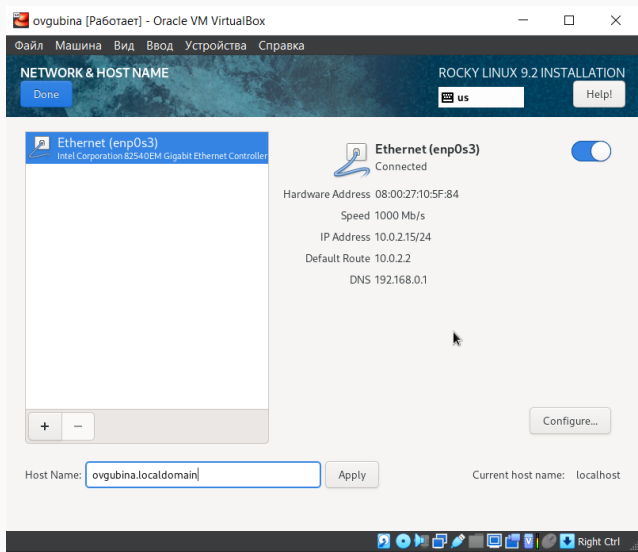 ovgubina [Работает] - Oracle VM VirtualBox
Файл Машина Вид Ввод Устройства Справка
NETWORK & HOST NAME
ROCKY LINUX 9.2 INSTALLATION
Done
us
Help!
Ethernet (enp0s3)
Intel Corporation 82540EM Gigabit Ethernet Controller
Ethernet (enp0s3)
Connected
Hardware Address 08:00:27:10:5F:84
Speed 1000 Mb/s
IP Address 10.0.2.15/24
Default Route 10.0.2.2
DNS 192.168.0.1
+ −
Configure...
Host Name: ovgubina.localdomain Apply Current host name: localhost
Right Ctrl